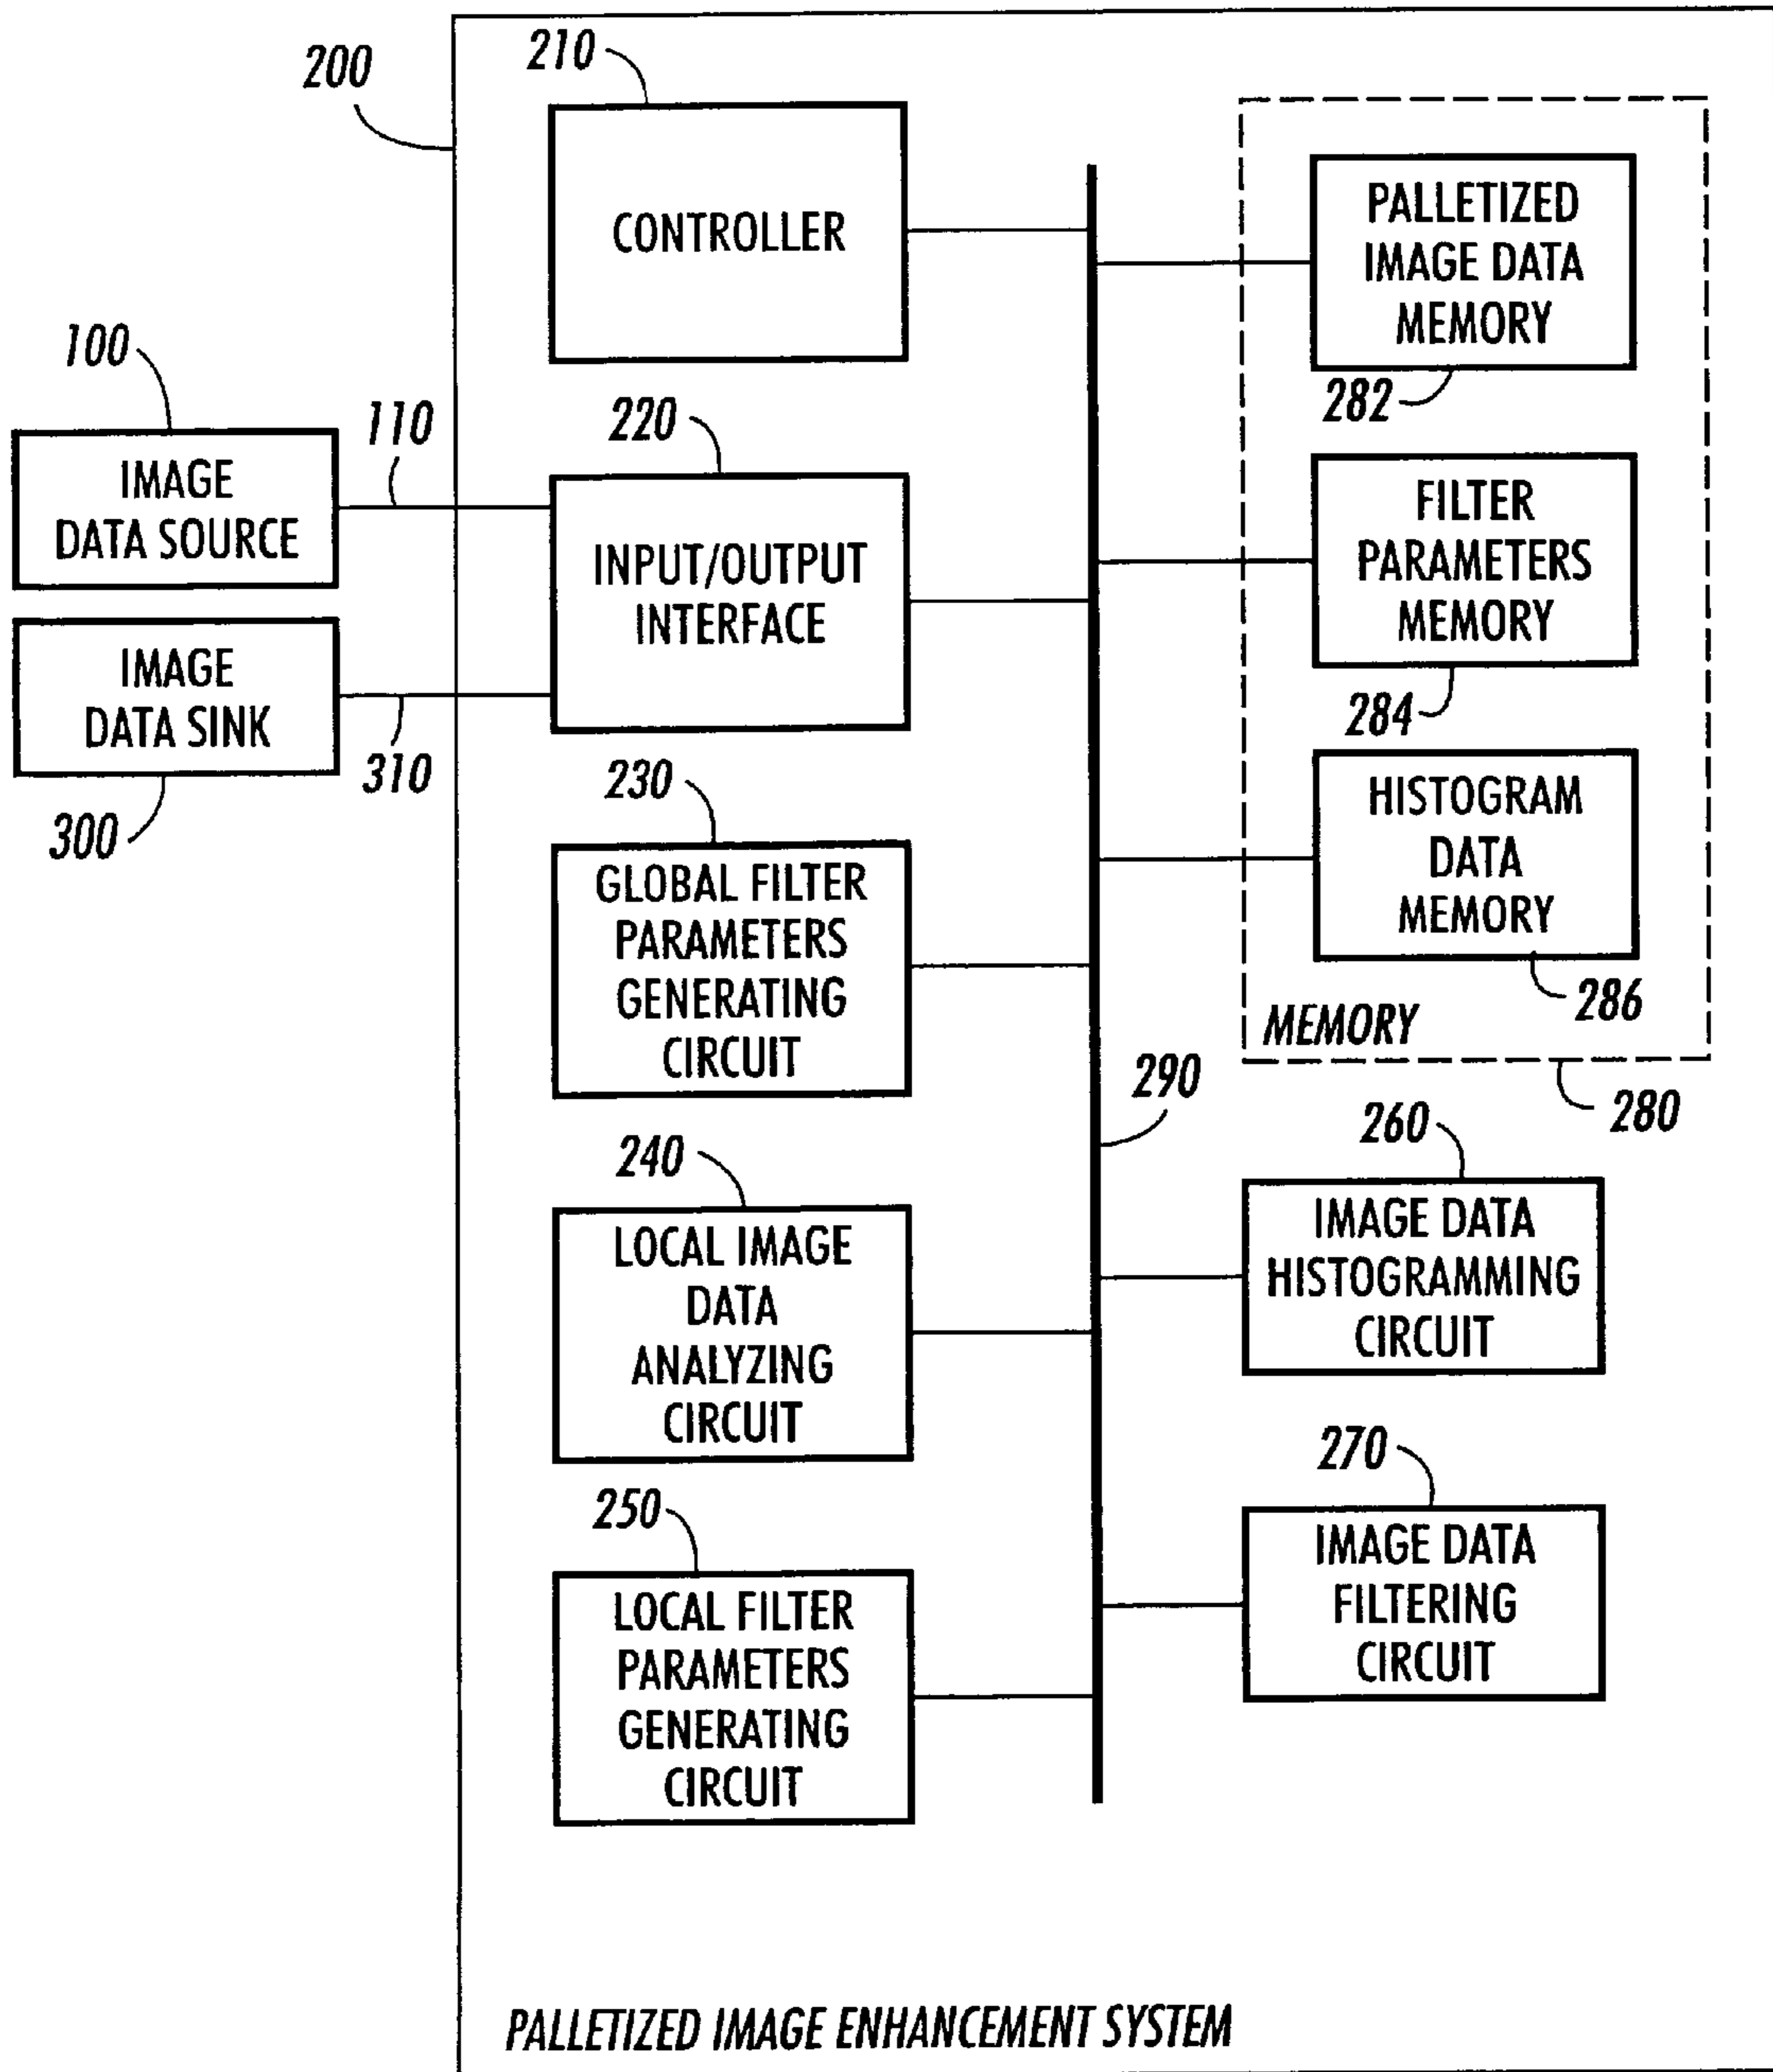 210
200
CONTROLLER
PALLETIZED
IMAGE DATA
MEMORY
282
100
110
220
IMAGE
DATA SOURCE
INPUT/OUTPUT
INTERFACE
FILTER
PARAMETERS
MEMORY
284
IMAGE
DATA SINK
300
310
230
GLOBAL FILTER
PARAMETERS
GENERATING
CIRCUIT
HISTOGRAM
DATA
MEMORY
286
MEMORY
280
290
240
LOCAL IMAGE
DATA
ANALYZING
CIRCUIT
260
IMAGE DATA
HISTOGRAMMING
CIRCUIT
250
LOCAL FILTER
PARAMETERS
GENERATING
CIRCUIT
270
IMAGE DATA
FILTERING
CIRCUIT
PALLETIZED IMAGE ENHANCEMENT SYSTEM